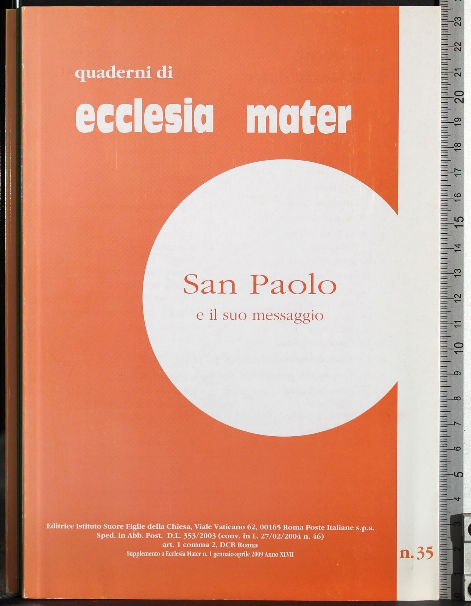 quaderni di
ecclesia mater
San Paolo
e il suo messaggio
Editrice Istituto Suore Figlie della Chiesa, Viale Vaticano 62, 00165 Roma Poste Italiane s.p.a.
Sped. in Abb. Post. D.L. 353/2003 (conv. in L. 27/02/2004 n. 46)
art. 1 comma 2, DCB Roma
Supplemento a Ecclesia Mater n. 1 gennaio-aprile 2009 Anno XLVII
n. 35